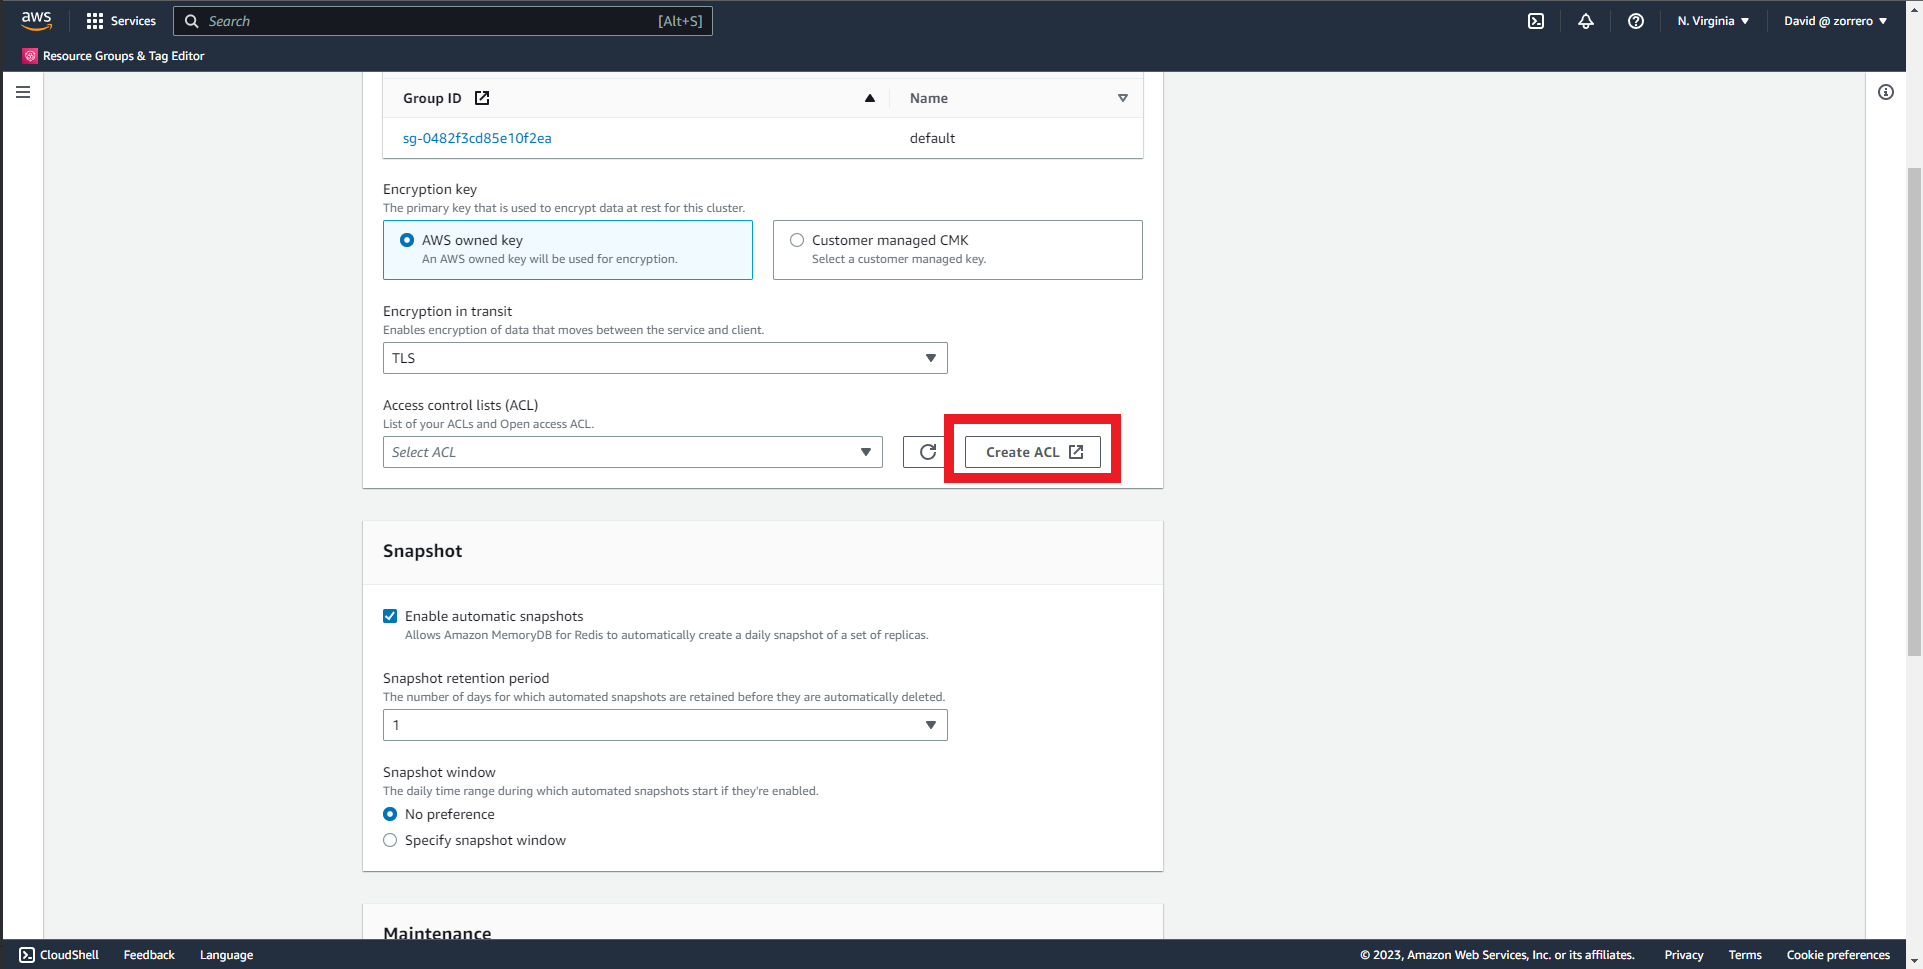 aws Services Search [Alt+S] N. Virginia ▼ David @ zorrero ▼
Resource Groups & Tag Editor
Group ID Name
sg-0482f3cd85e10f2ea default
Encryption key
The primary key that is used to encrypt data at rest for this cluster.
AWS owned key Customer managed CMK
An AWS owned key will be used for encryption. Select a customer managed key.
Encryption in transit
Enables encryption of data that moves between the service and client.
TLS
Access control lists (ACL)
List of your ACLs and Open access ACL.
Select ACL Create ACL
Snapshot
Enable automatic snapshots
Allows Amazon MemoryDB for Redis to automatically create a daily snapshot of a set of replicas.
Snapshot retention period
The number of days for which automated snapshots are retained before they are automatically deleted.
1
Snapshot window
The daily time range during which automated snapshots start if they're enabled.
No preference
Specify snapshot window
Maintenance
CloudShell Feedback Language © 2023, Amazon Web Services, Inc. or its affiliates. Privacy Terms Cookie preferences